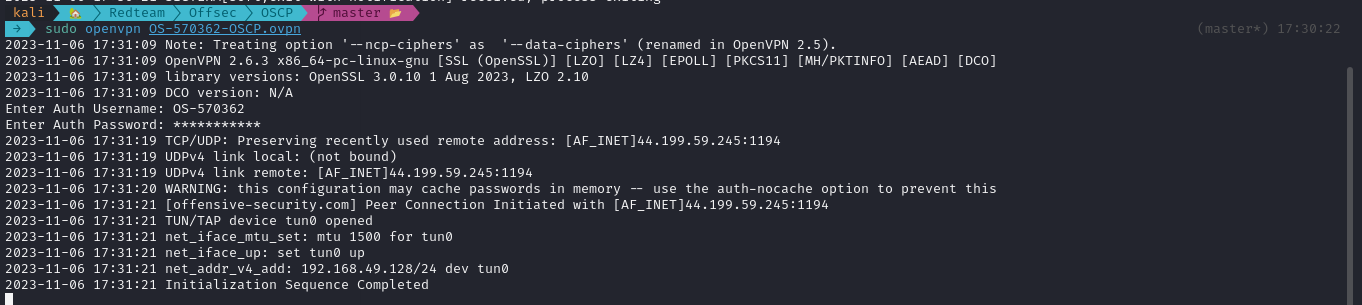 kali Redteam Offsec OSCP master
sudo openvpn OS-570362-OSCP.ovpn (master*) 17:30:22
2023-11-06 17:31:09 Note: Treating option '--ncp-ciphers' as  '--data-ciphers' (renamed in OpenVPN 2.5).
2023-11-06 17:31:09 OpenVPN 2.6.3 x86_64-pc-linux-gnu [SSL (OpenSSL)] [LZO] [LZ4] [EPOLL] [PKCS11] [MH/PKTINFO] [AEAD] [DCO]
2023-11-06 17:31:09 library versions: OpenSSL 3.0.10 1 Aug 2023, LZO 2.10
2023-11-06 17:31:09 DCO version: N/A
Enter Auth Username: OS-570362
Enter Auth Password: ***********
2023-11-06 17:31:19 TCP/UDP: Preserving recently used remote address: [AF_INET]44.199.59.245:1194
2023-11-06 17:31:19 UDPv4 link local: (not bound)
2023-11-06 17:31:19 UDPv4 link remote: [AF_INET]44.199.59.245:1194
2023-11-06 17:31:20 WARNING: this configuration may cache passwords in memory -- use the auth-nocache option to prevent this
2023-11-06 17:31:21 [offensive-security.com] Peer Connection Initiated with [AF_INET]44.199.59.245:1194
2023-11-06 17:31:21 TUN/TAP device tun0 opened
2023-11-06 17:31:21 net_iface_mtu_set: mtu 1500 for tun0
2023-11-06 17:31:21 net_iface_up: set tun0 up
2023-11-06 17:31:21 net_addr_v4_add: 192.168.49.128/24 dev tun0
2023-11-06 17:31:21 Initialization Sequence Completed